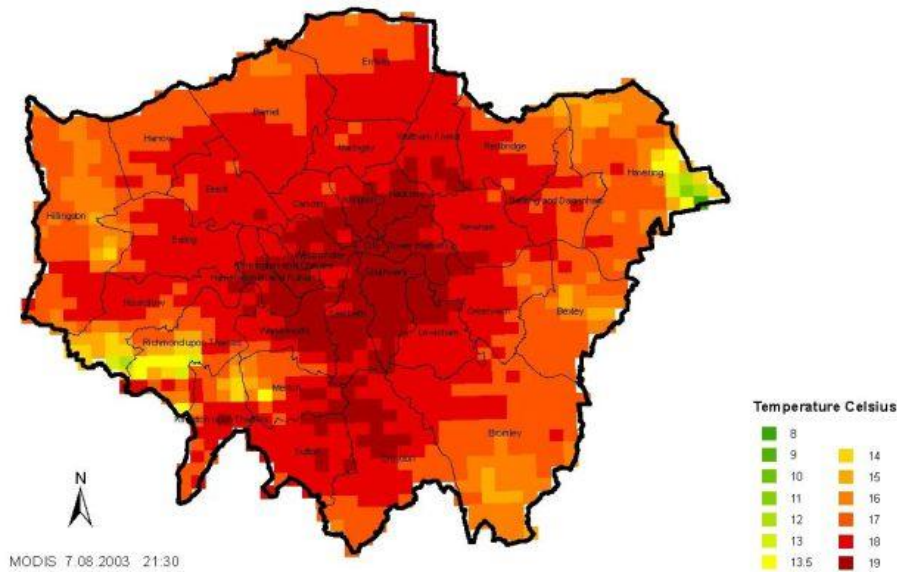 Enfield
Barnet
Harrow
Haringey
Waltham Forest
Redbridge
Havering
Brent
Camden
Islington
Hackney
Barking and Dagenham
Hillingdon
Ealing
Newham
Tower Hamlets
Westminster
Southwark
Hounslow
Lambeth
Greenwich
Bexley
Richmond upon Thames
Wandsworth
Lewisham
Merton
Bromley
Sutton
Croydon
Temperature Celsius
8
9 14
10 15
11 16
12 17
13 18
13.5 19
N
MODIS 7.08.2003 21:30